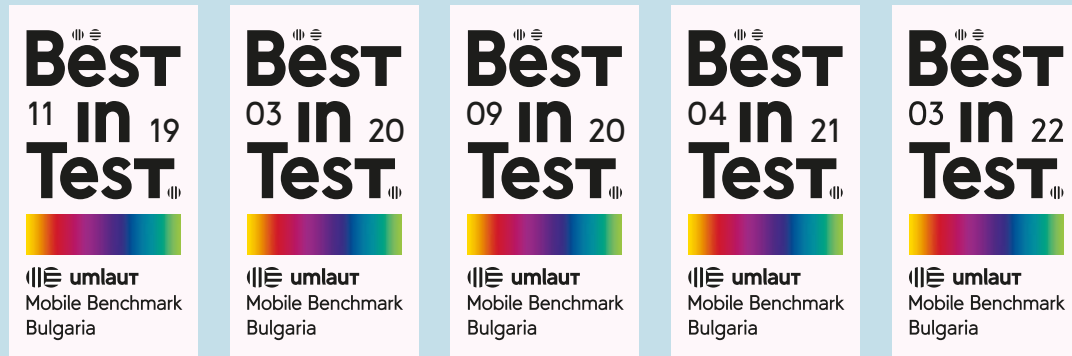 Best
11 in 19
Test
umlaut
Mobile Benchmark
Bulgaria
Best
03 in 20
Test
umlaut
Mobile Benchmark
Bulgaria
Best
09 in 20
Test
umlaut
Mobile Benchmark
Bulgaria
Best
04 in 21
Test
umlaut
Mobile Benchmark
Bulgaria
Best
03 in 22
Test
umlaut
Mobile Benchmark
Bulgaria